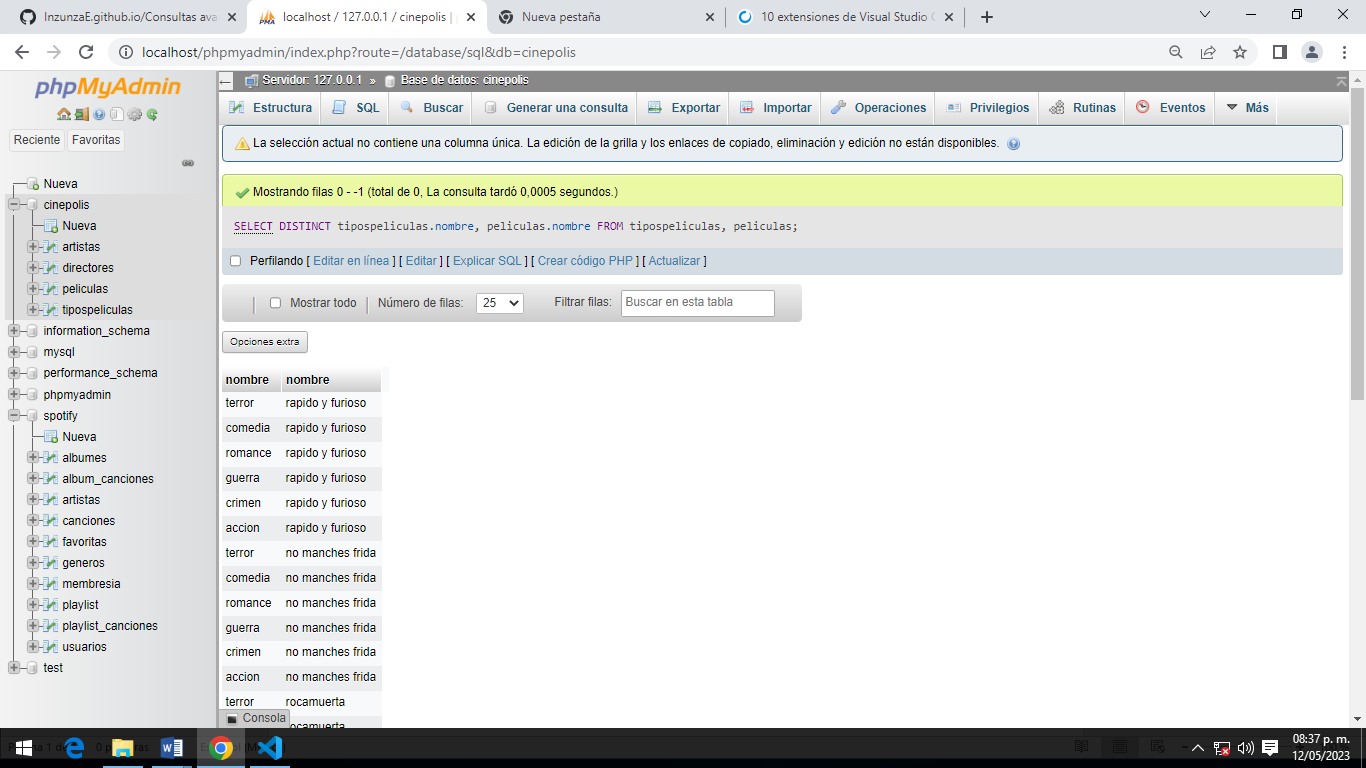 InzunzaE.github.io/Consultas ava
localhost / 127.0.0.1 / cinepolis |
Nueva pestaña
10 extensiones de Visual Studio
localhost/phpmyadmin/index.php?route=/database/sql&db=cinepolis
phpMyAdmin
Reciente Favoritas
Nueva
cinepolis
Nueva
artistas
directores
peliculas
tipospeliculas
information_schema
mysql
performance_schema
phpmyadmin
spotify
Nueva
albumes
album_canciones
artistas
canciones
favoritas
generos
membresia
playlist
playlist_canciones
usuarios
test
Servidor: 127.0.0.1 » Base de datos: cinepolis
Estructura SQL Buscar Generar una consulta Exportar Importar Operaciones Privilegios Rutinas Eventos Más
La selección actual no contiene una columna única. La edición de la grilla y los enlaces de copiado, eliminación y edición no están disponibles.
Mostrando filas 0 - -1 (total de 0, La consulta tardó 0,0005 segundos.)
SELECT DISTINCT tipospeliculas.nombre, peliculas.nombre FROM tipospeliculas, peliculas;
Perfilando [ Editar en línea ] [ Editar ] [ Explicar SQL ] [ Crear código PHP ] [ Actualizar ]
Mostrar todo Número de filas: 25 Filtrar filas: Buscar en esta tabla
Opciones extra
nombre nombre
terror rapido y furioso
comedia rapido y furioso
romance rapido y furioso
guerra rapido y furioso
crimen rapido y furioso
accion rapido y furioso
terror no manches frida
comedia no manches frida
romance no manches frida
guerra no manches frida
crimen no manches frida
accion no manches frida
terror rocamuerta
Consola
08:37 p. m.
12/05/2023